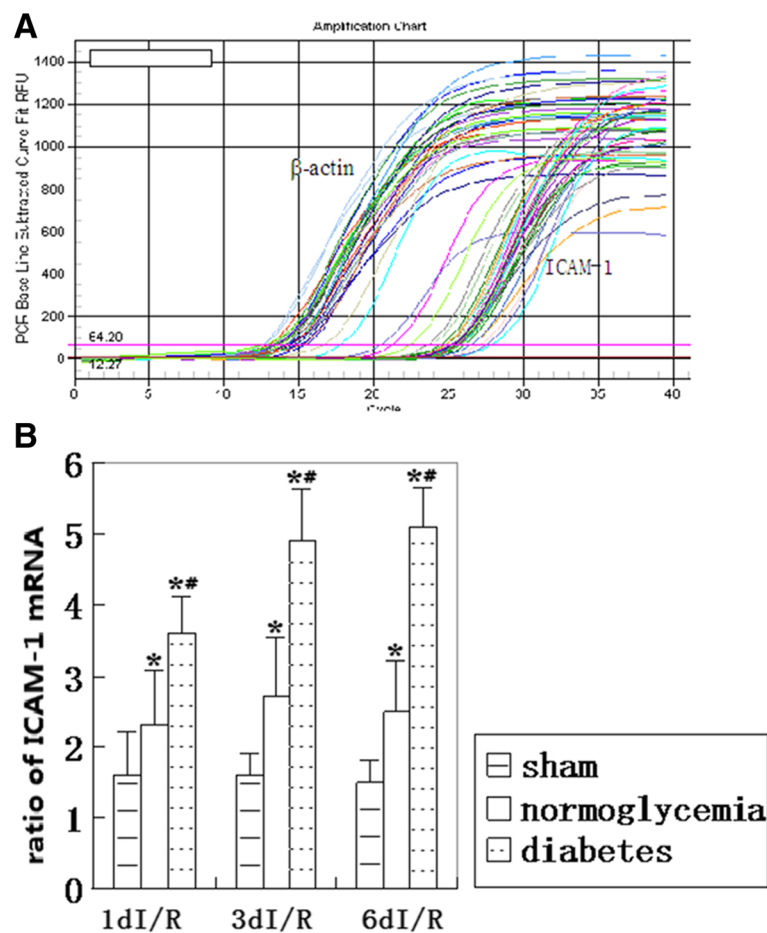 A
Amplification Chart
PCR Base Line Subtracted Curve Fit RFU
1400
1200
1000
800
600
400
200
0
β-actin
ICAM-1
64.20
12.27
0 5 10 15 20 25 30 35 40
Cycle
B
ratio of ICAM-1 mRNA
6
5
4
3
2
1
0
*
*#
*
*#
*
*#
1dI/R 3dI/R 6dI/R
sham
normoglycemia
diabetes